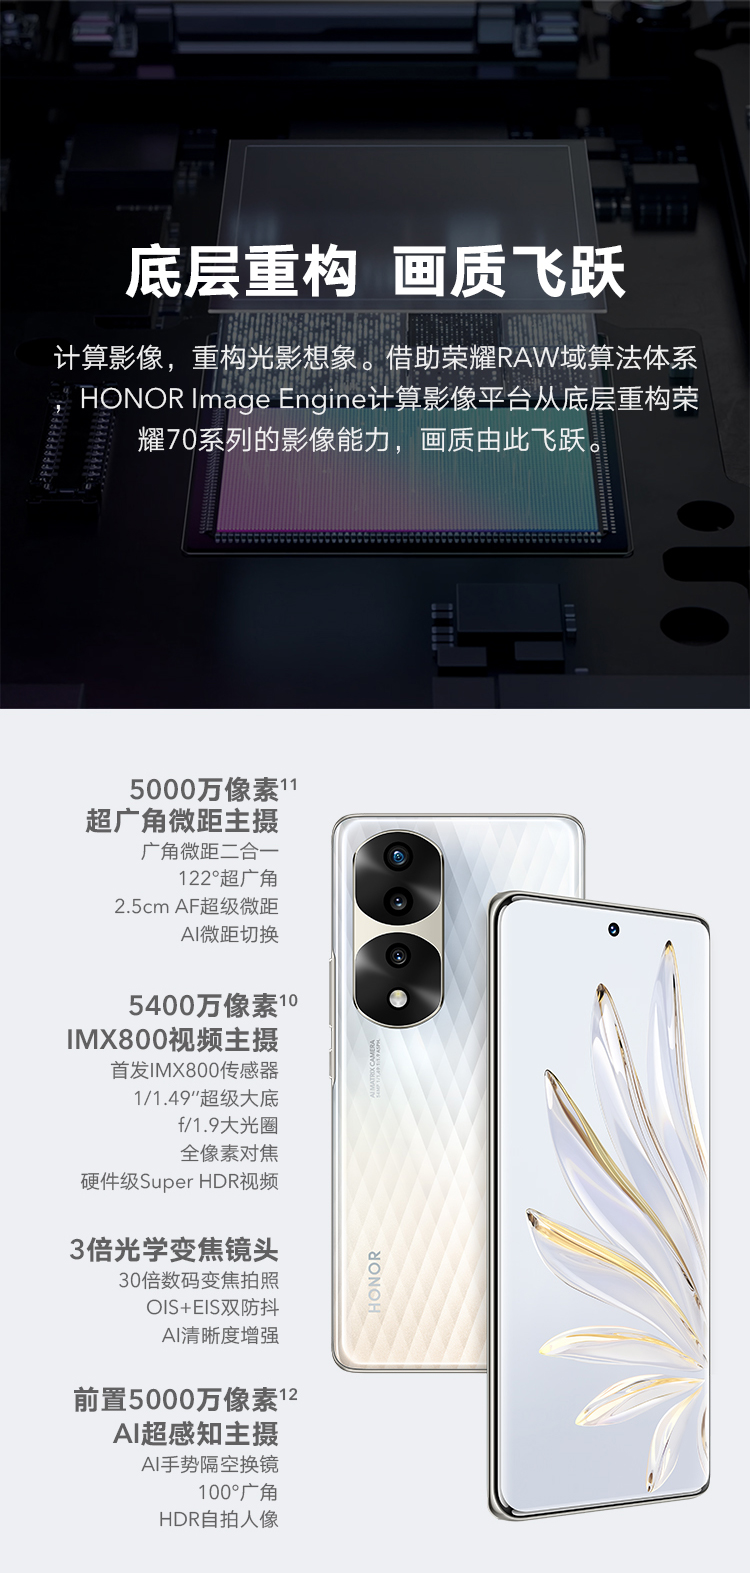 底层重构 画质飞跃
计算影像，重构光影想象。借助荣耀RAW域算法体系
，HONOR Image Engine计算影像平台从底层重构荣
耀70系列的影像能力，画质由此飞跃。
5000万像素11
超广角微距主摄
广角微距二合一
122°超广角
2.5cm AF超级微距
AI微距切换
5400万像素10
IMX800视频主摄
首发IMX800传感器
1/1.49″超级大底
f/1.9大光圈
全像素对焦
硬件级Super HDR视频
3倍光学变焦镜头
30倍数码变焦拍照
OIS+EIS双防抖
AI清晰度增强
前置5000万像素12
AI超感知主摄
AI手势隔空换镜
100°广角
HDR自拍人像
AI MATRIX CAMERA
HONOR